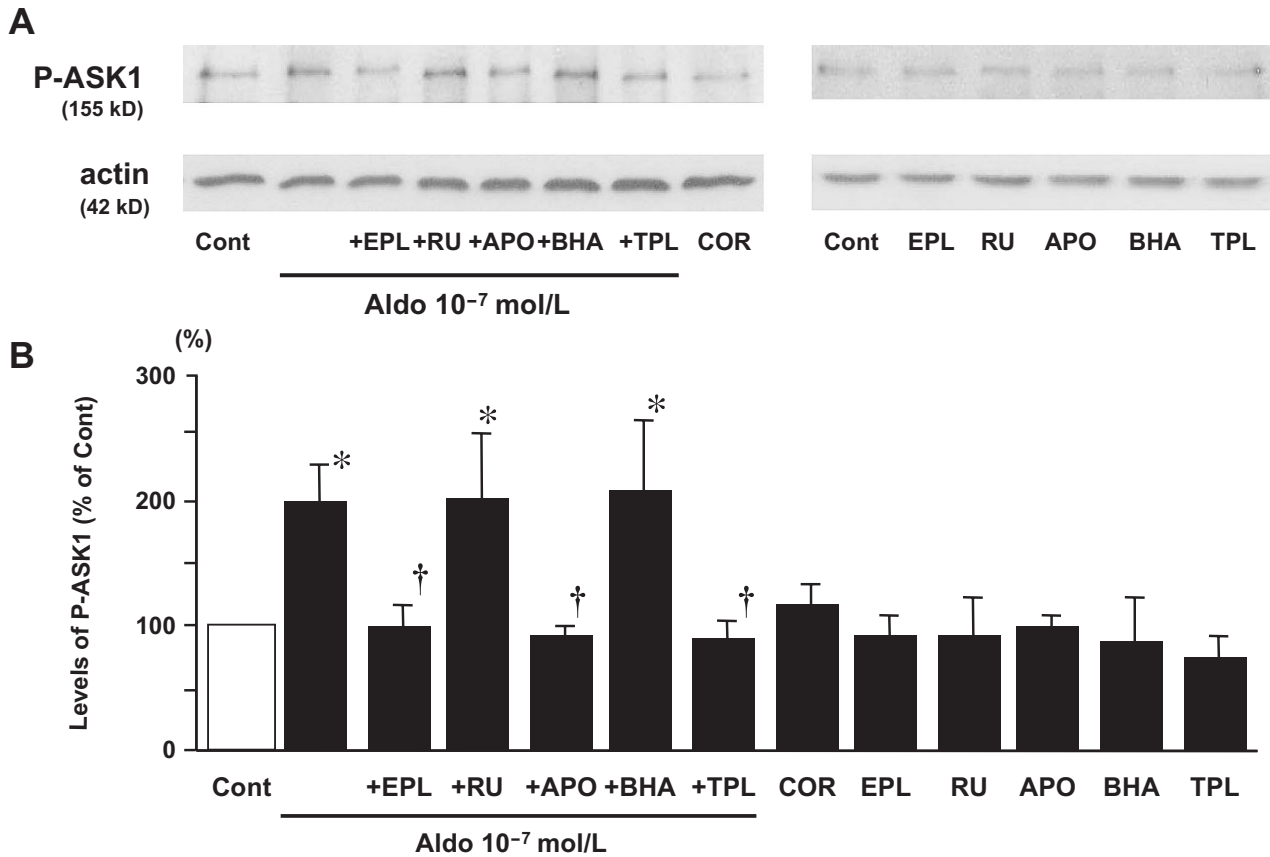 A
P-ASK1
(155 kD)
actin
(42 kD)
Cont +EPL +RU +APO +BHA +TPL COR Cont EPL RU APO BHA TPL
Aldo 10⁻⁷ mol/L
(%)
B
300
200
100
0
Levels of P-ASK1 (% of Cont)
* † * † * †
Cont +EPL +RU +APO +BHA +TPL COR EPL RU APO BHA TPL
Aldo 10⁻⁷ mol/L